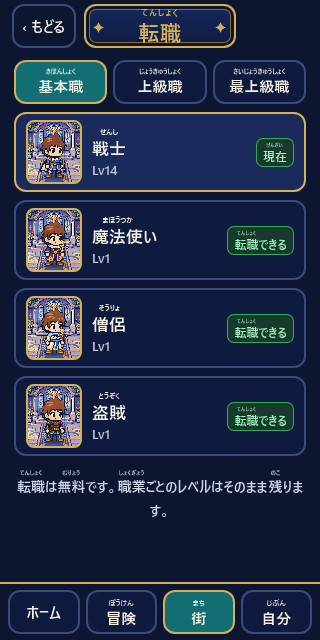 ‹ もどる
てんしょく
転職
きほんしょく じょうきゅうしょく さいじょうきゅうしょく
基本職 上級職 最上級職
せんし
戦士
Lv14
げんざい
現在
まほうつか
魔法使い
Lv1
てんしょく
転職できる
そうりょ
僧侶
Lv1
てんしょく
転職できる
とうぞく
盗賊
Lv1
てんしょく
転職できる
てんしょく むりょう しょくぎょう のこ
転職は無料です。職業ごとのレベルはそのまま残りま
す。
ぼうけん まち じぶん
ホーム 冒険 街 自分